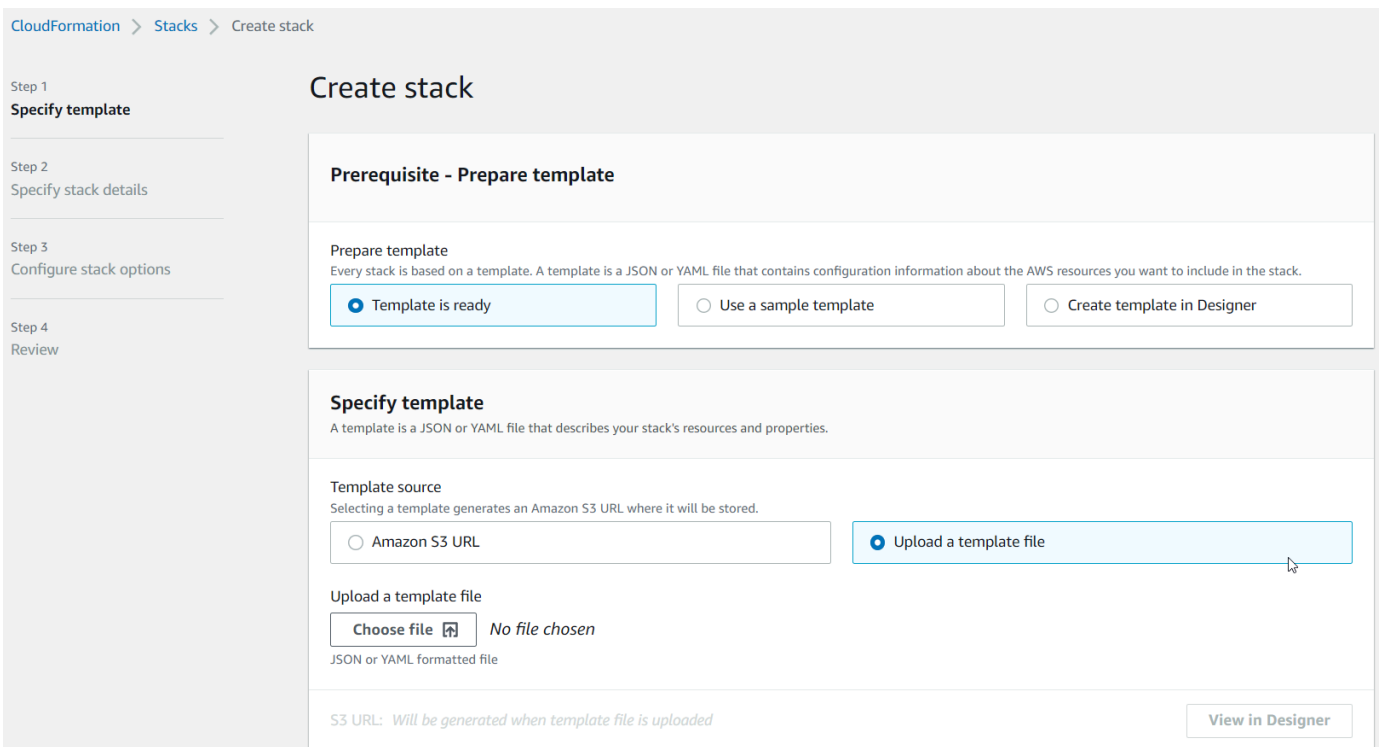 CloudFormation > Stacks > Create stack
Step 1
Specify template
Step 2
Specify stack details
Step 3
Configure stack options
Step 4
Review
Create stack
Prerequisite - Prepare template
Prepare template
Every stack is based on a template. A template is a JSON or YAML file that contains configuration information about the AWS resources you want to include in the stack.
Template is ready
Use a sample template
Create template in Designer
Specify template
A template is a JSON or YAML file that describes your stack's resources and properties.
Template source
Selecting a template generates an Amazon S3 URL where it will be stored.
Amazon S3 URL
Upload a template file
Upload a template file
Choose file No file chosen
JSON or YAML formatted file
S3 URL: Will be generated when template file is uploaded
View in Designer